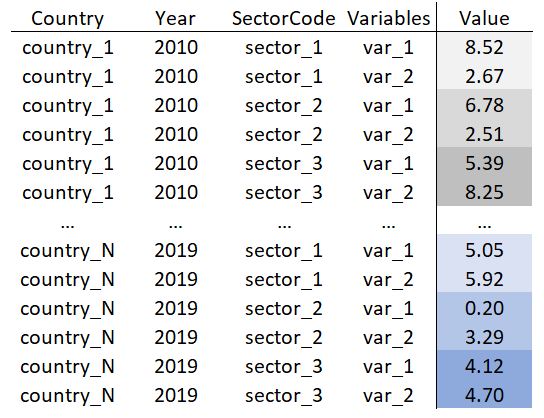 Country Year SectorCode Variables Value
country_1 2010 sector_1 var_1 8.52
country_1 2010 sector_1 var_2 2.67
country_1 2010 sector_2 var_1 6.78
country_1 2010 sector_2 var_2 2.51
country_1 2010 sector_3 var_1 5.39
country_1 2010 sector_3 var_2 8.25
... ... ... ... ...
country_N 2019 sector_1 var_1 5.05
country_N 2019 sector_1 var_2 5.92
country_N 2019 sector_2 var_1 0.20
country_N 2019 sector_2 var_2 3.29
country_N 2019 sector_3 var_1 4.12
country_N 2019 sector_3 var_2 4.70